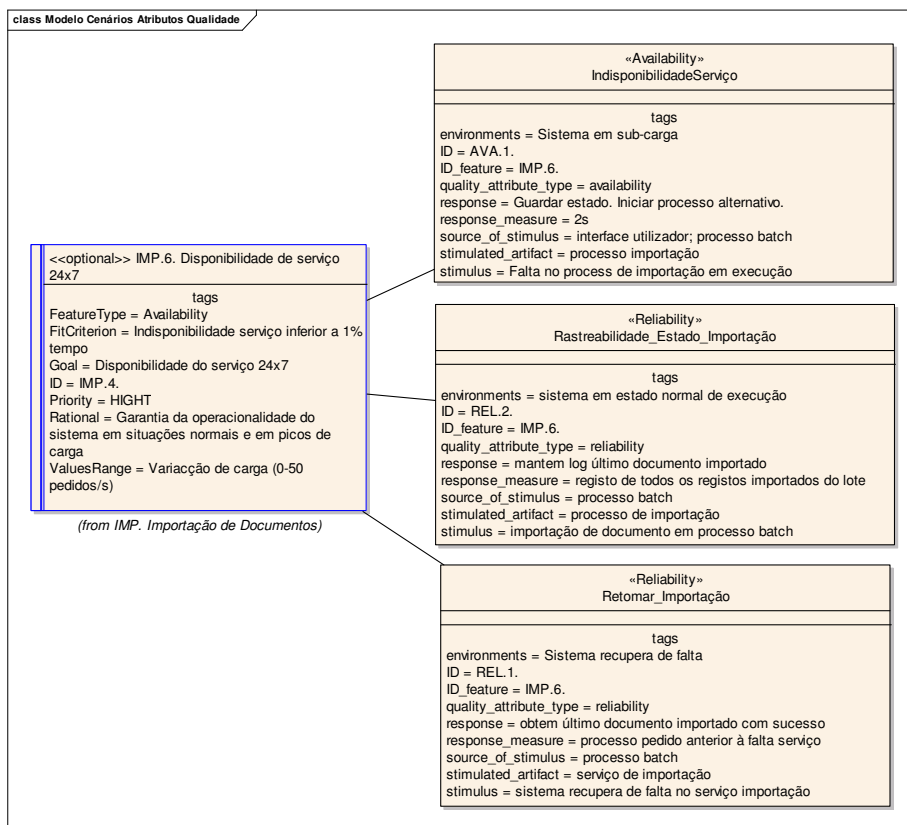 class Modelo Cenários Atributos Qualidade
«Availability»
IndisponibilidadeServiço
tags
environments = Sistema em sub-carga
ID = AVA.1.
ID_feature = IMP.6.
quality_attribute_type = availability
response = Guardar estado. Iniciar processo alternativo.
response_measure = 2s
source_of_stimulus = interface utilizador; processo batch
stimulated_artifact = processo importação
stimulus = Falta no process de importação em execução
<<optional>> IMP.6. Disponibilidade de serviço
24x7
tags
FeatureType = Availability
FitCriterion = Indisponibilidade serviço inferior a 1%
tempo
Goal = Disponibilidade do serviço 24x7
ID = IMP.4.
Priority = HIGHT
Rational = Garantia da operacionalidade do
sistema em situações normais e em picos de
carga
ValuesRange = Variacção de carga (0-50
pedidos/s)
(from IMP. Importação de Documentos)
«Reliability»
Rastreabilidade_Estado_Importação
tags
environments = sistema em estado normal de execução
ID = REL.2.
ID_feature = IMP.6.
quality_attribute_type = reliability
response = mantem log último documento importado
response_measure = registo de todos os registos importados do lote
source_of_stimulus = processo batch
stimulated_artifact = processo de importação
stimulus = importação de documento em processo batch
«Reliability»
Retomar_Importação
tags
environments = Sistema recupera de falta
ID = REL.1.
ID_feature = IMP.6.
quality_attribute_type = reliability
response = obtem último documento importado com sucesso
response_measure = processo pedido anterior à falta serviço
source_of_stimulus = processo batch
stimulated_artifact = serviço de importação
stimulus = sistema recupera de falta no serviço importação